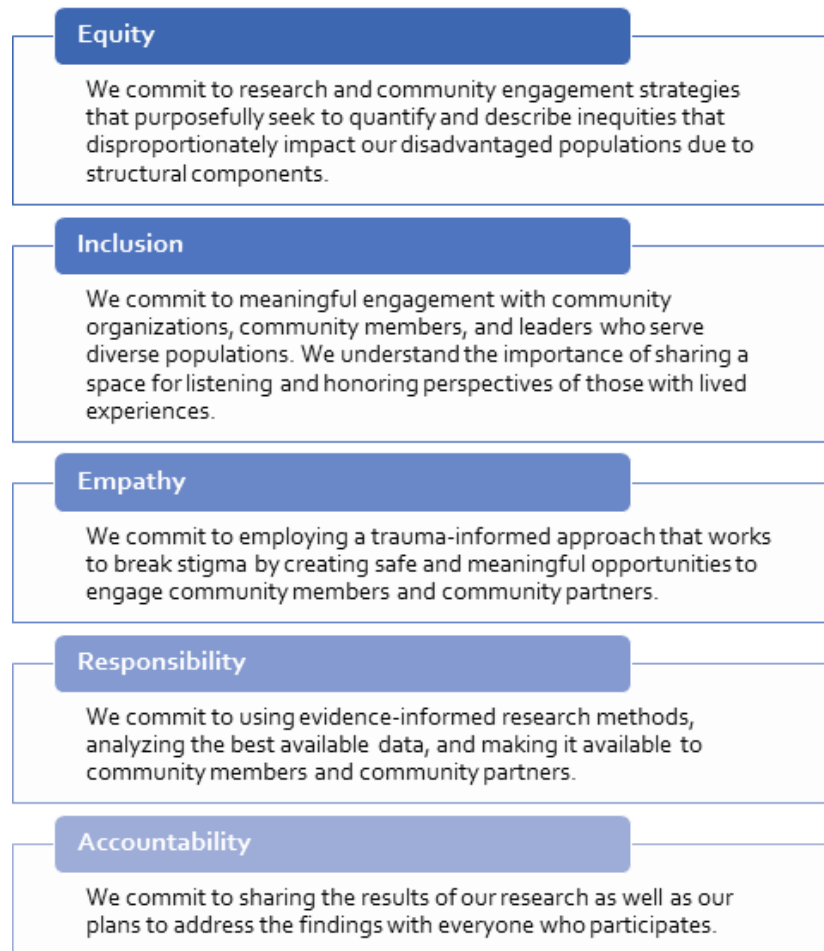 Equity
We commit to research and community engagement strategies
that purposefully seek to quantify and describe inequities that
disproportionately impact our disadvantaged populations due to
structural components.
Inclusion
We commit to meaningful engagement with community
organizations, community members, and leaders who serve
diverse populations. We understand the importance of sharing a
space for listening and honoring perspectives of those with lived
experiences.
Empathy
We commit to employing a trauma-informed approach that works
to break stigma by creating safe and meaningful opportunities to
engage community members and community partners.
Responsibility
We commit to using evidence-informed research methods,
analyzing the best available data, and making it available to
community members and community partners.
Accountability
We commit to sharing the results of our research as well as our
plans to address the findings with everyone who participates.